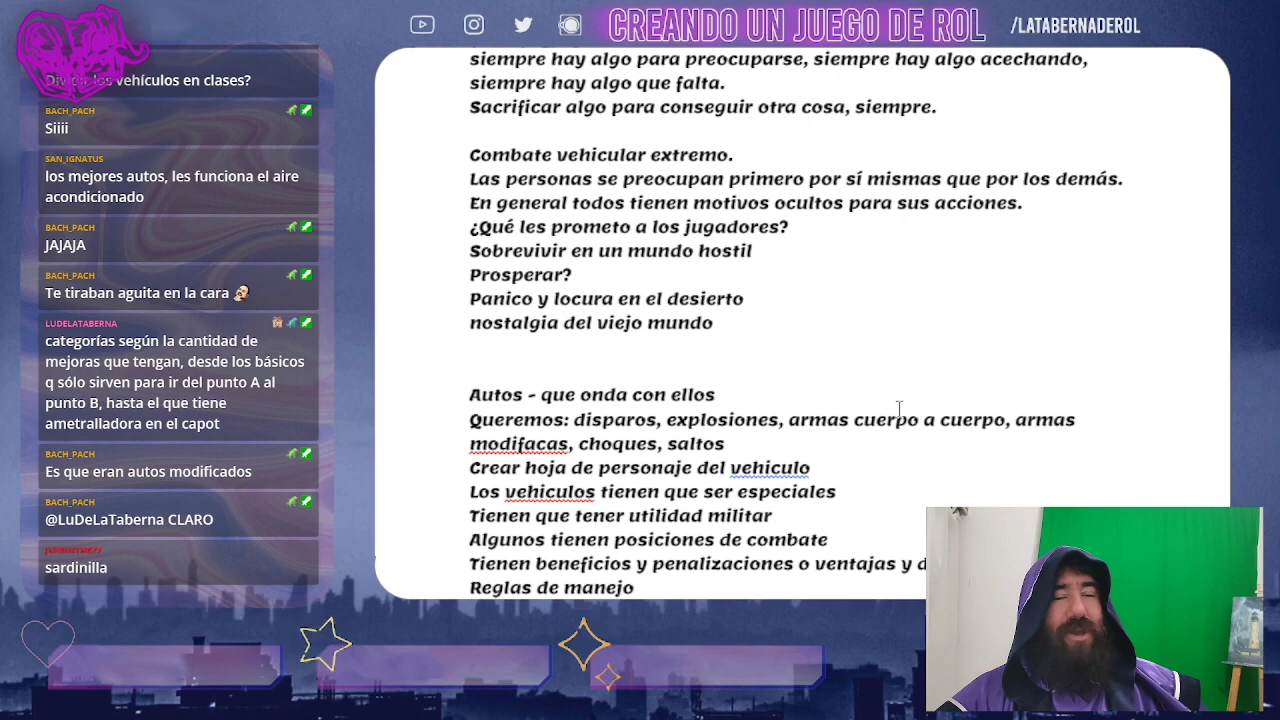 CREANDO UN JUEGO DE ROL
/LATABERNADEROL
vehículos en clases?
BACH_PACH
Siiii
SAN_IGNATUS
los mejores autos, les funciona el aire
acondicionado
BACH_PACH
JAJAJA
BACH_PACH
Te tiraban aguita en la cara
LUDELATABERNA
categorías según la cantidad de
mejoras que tengan, desde los básicos
q sólo sirven para ir del punto A al
punto B, hasta el que tiene
ametralladora en el capot
BACH_PACH
Es que eran autos modificados
BACH_PACH
@LuDeLaTaberna CLARO
sardinilla
siempre hay algo para preocuparse, siempre hay algo acechando,
siempre hay algo que falta.
Sacrificar algo para conseguir otra cosa, siempre.
Combate vehicular extremo.
Las personas se preocupan primero por sí mismas que por los demás.
En general todos tienen motivos ocultos para sus acciones.
¿Qué les prometo a los jugadores?
Sobrevivir en un mundo hostil
Prosperar?
Panico y locura en el desierto
nostalgia del viejo mundo
Autos - que onda con ellos
Queremos: disparos, explosiones, armas cuerpo a cuerpo, armas
modifacas, choques, saltos
Crear hoja de personaje del vehiculo
Los vehiculos tienen que ser especiales
Tienen que tener utilidad militar
Algunos tienen posiciones de combate
Tienen beneficios y penalizaciones o ventajas y d
Reglas de manejo